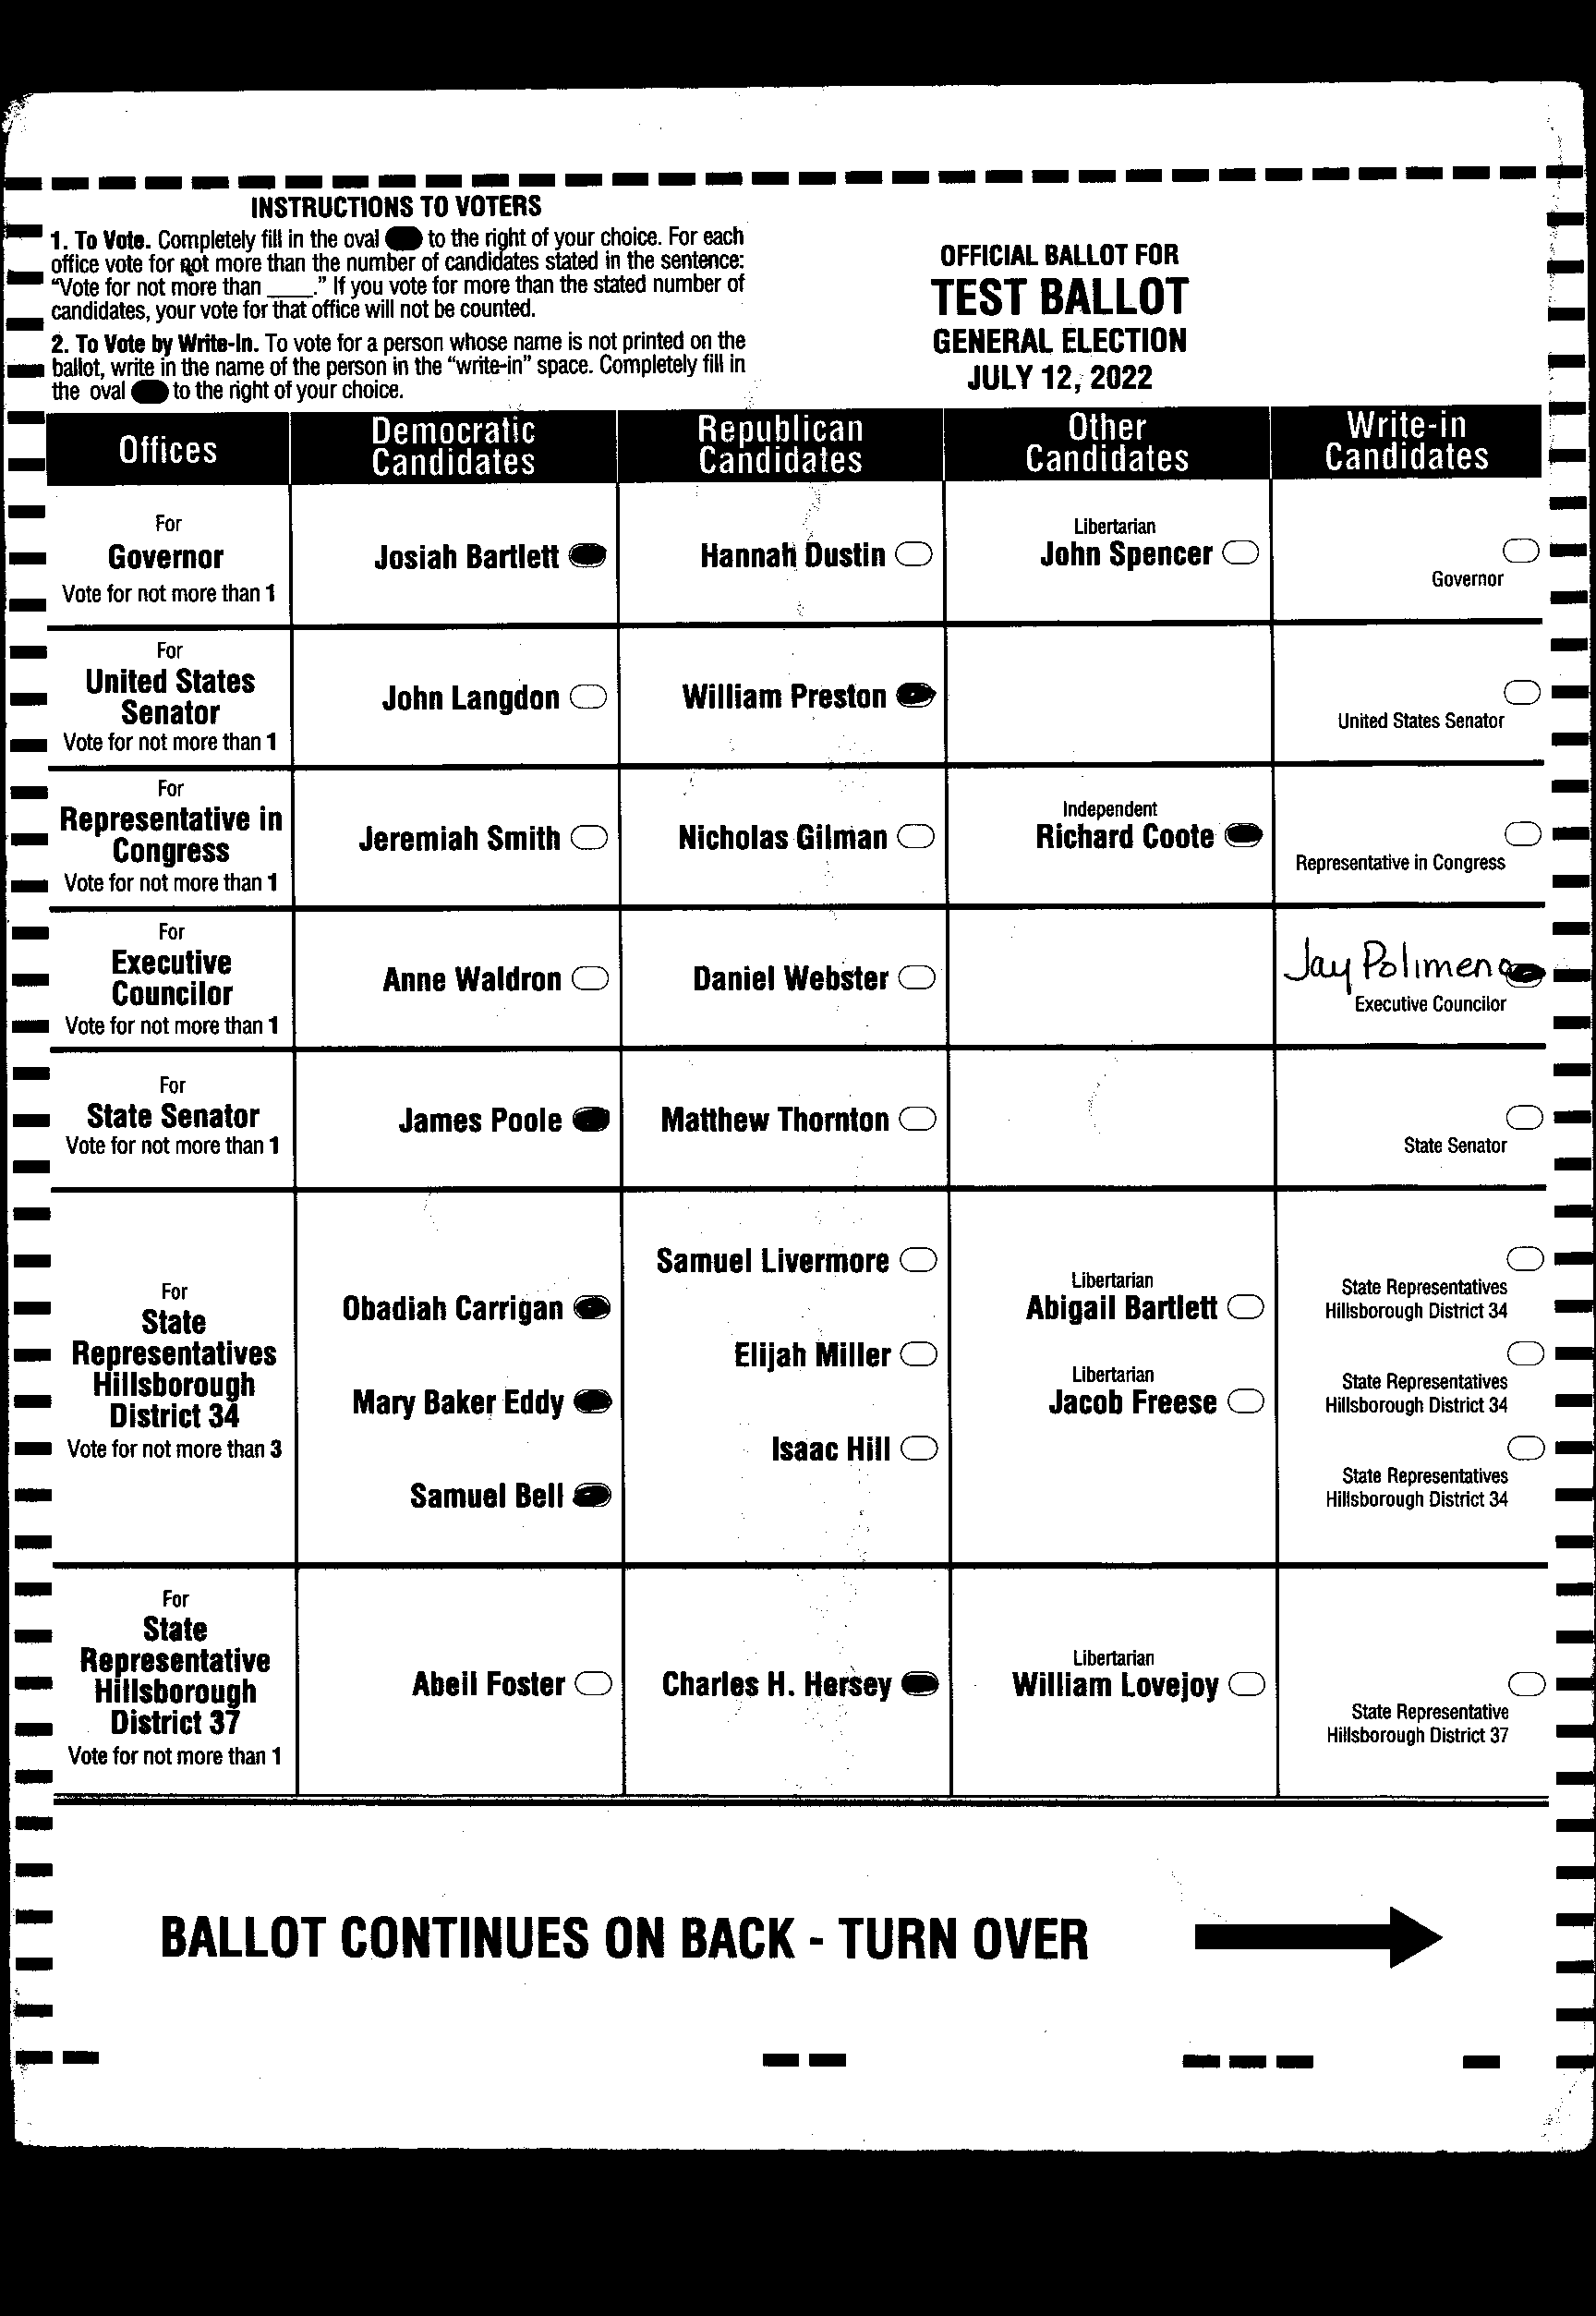 INSTRUCTIONS TO VOTERS
1. To Vote. Completely fill in the oval to the right of your choice. For each
office vote for not more than the number of candidates stated in the sentence:
“Vote for not more than ____.” If you vote for more than the stated number of
candidates, your vote for that office will not be counted.
2. To Vote by Write-In. To vote for a person whose name is not printed on the
ballot, write in the name of the person in the “write-in” space. Completely fill in
the oval to the right of your choice.
OFFICIAL BALLOT FOR
TEST BALLOT
GENERAL ELECTION
JULY 12, 2022
Offices
Democratic
Candidates
Republican
Candidates
Other
Candidates
Write-in
Candidates
For
Governor
Vote for not more than 1
Josiah Bartlett
Hannah Dustin
Libertarian
John Spencer
Governor
For
United States
Senator
Vote for not more than 1
John Langdon
William Preston
United States Senator
For
Representative in
Congress
Vote for not more than 1
Jeremiah Smith
Nicholas Gilman
Independent
Richard Coote
Representative in Congress
For
Executive
Councilor
Vote for not more than 1
Anne Waldron
Daniel Webster
Jay Polimeno
Executive Councilor
For
State Senator
Vote for not more than 1
James Poole
Matthew Thornton
State Senator
For
State
Representatives
Hillsborough
District 34
Vote for not more than 3
Obadiah Carrigan
Mary Baker Eddy
Samuel Bell
Samuel Livermore
Elijah Miller
Isaac Hill
Libertarian
Abigail Bartlett
Libertarian
Jacob Freese
State Representatives
Hillsborough District 34
State Representatives
Hillsborough District 34
State Representatives
Hillsborough District 34
For
State
Representative
Hillsborough
District 37
Vote for not more than 1
Abeil Foster
Charles H. Hersey
Libertarian
William Lovejoy
State Representative
Hillsborough District 37
BALLOT CONTINUES ON BACK - TURN OVER